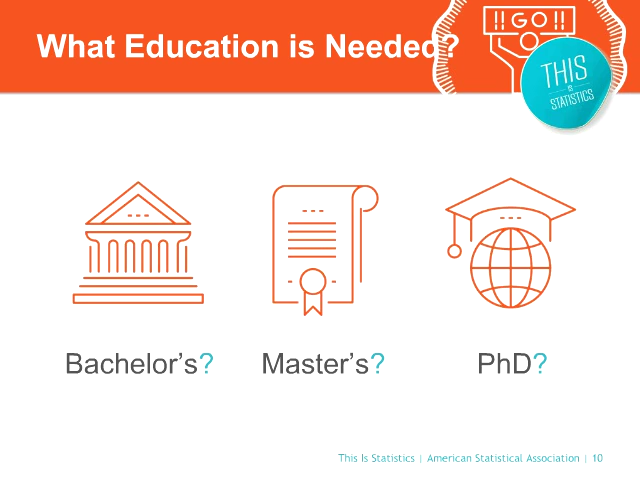 What Education is Needed?
!!GO!!
THIS
IS
STATISTICS
Bachelor's?
Master's?
PhD?
This Is Statistics | American Statistical Association | 10